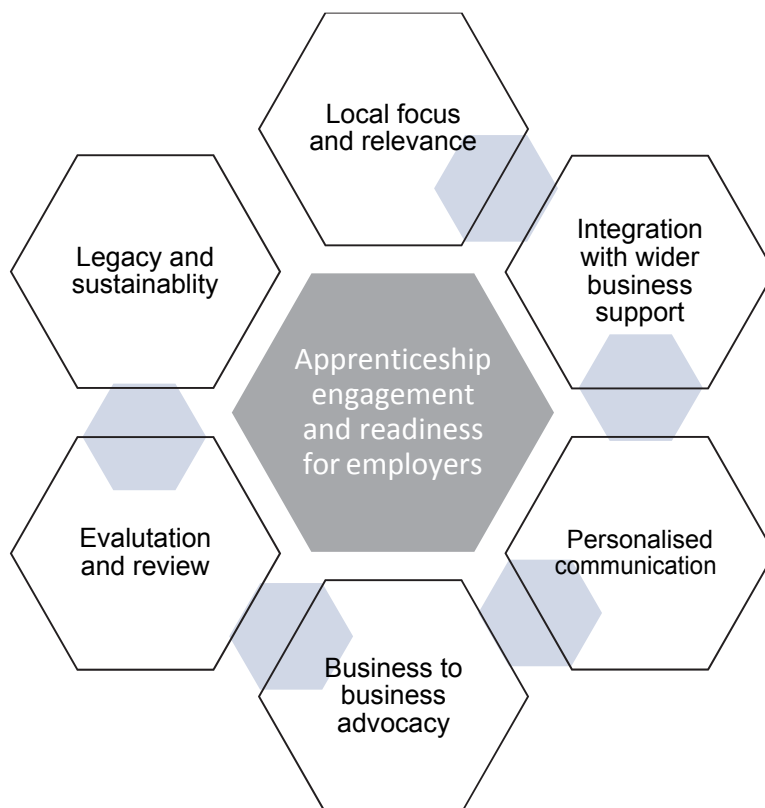 Local focus
and relevance
Integration
with wider
business
support
Personalised
communication
Business to
business
advocacy
Evalutation
and review
Legacy and
sustainablity
Apprenticeship
engagement
and readiness
for employers